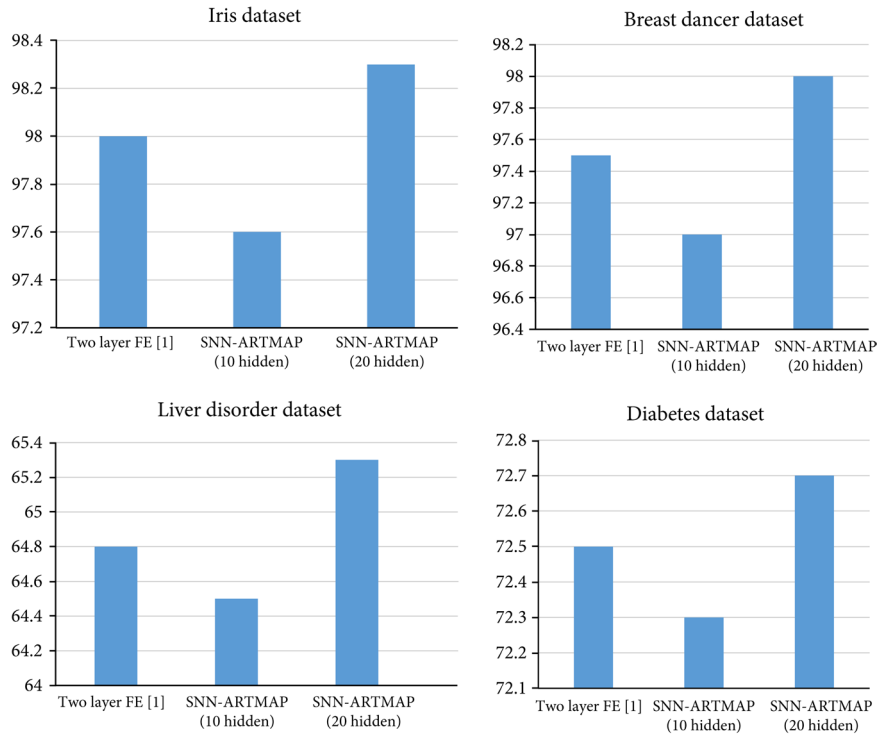 Iris dataset
98.4
98.2
98
97.8
97.6
97.4
97.2
Two layer FE [1]
SNN-ARTMAP
(10 hidden)
SNN-ARTMAP
(20 hidden)
Breast dancer dataset
98.2
98
97.8
97.6
97.4
97.2
97
96.8
96.6
96.4
Two layer FE [1]
SNN-ARTMAP
(10 hidden)
SNN-ARTMAP
(20 hidden)
Liver disorder dataset
65.4
65.2
65
64.8
64.6
64.4
64.2
64
Two layer FE [1]
SNN-ARTMAP
(10 hidden)
SNN-ARTMAP
(20 hidden)
Diabetes dataset
72.8
72.7
72.6
72.5
72.4
72.3
72.2
72.1
Two layer FE [1]
SNN-ARTMAP
(10 hidden)
SNN-ARTMAP
(20 hidden)